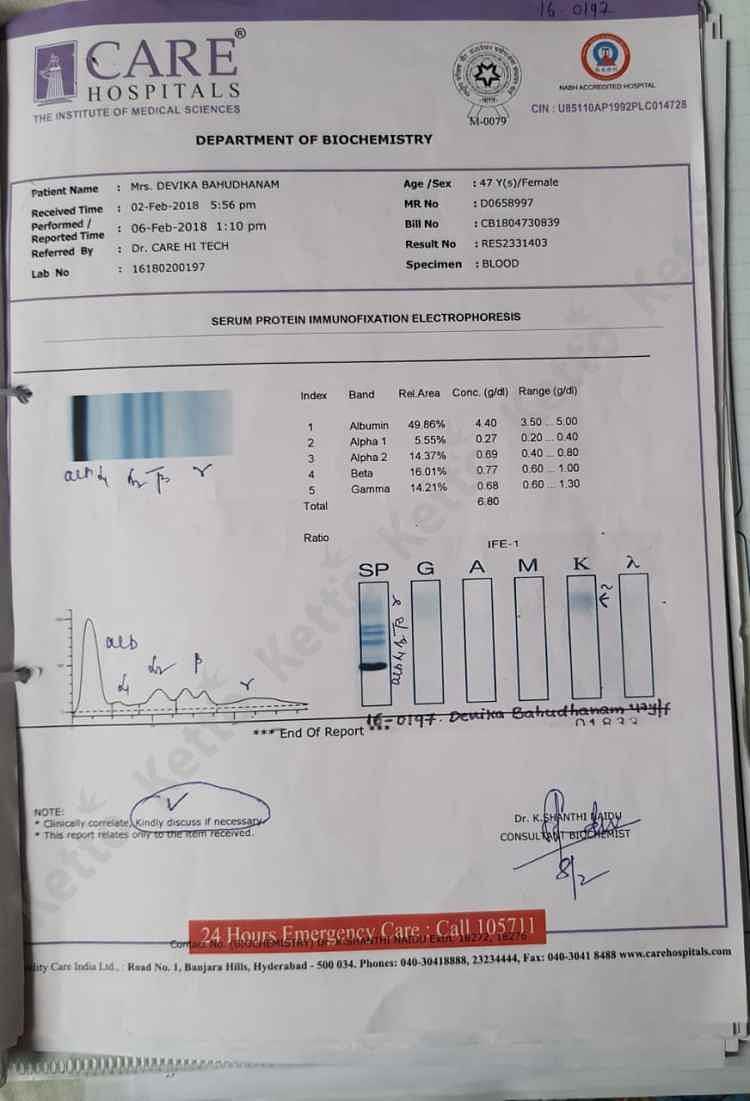 16-0197
CARE®
HOSPITALS
THE INSTITUTE OF MEDICAL SCIENCES
M-0079
NABH ACCREDITED HOSPITAL
CIN : U85110AP1992PLC014728
DEPARTMENT OF BIOCHEMISTRY
Patient Name : Mrs. DEVIKA BAHUDHANAM Age /Sex : 47 Y(s)/Female
Received Time : 02-Feb-2018 5:56 pm MR No : D0658997
Performed / Reported Time : 06-Feb-2018 1:10 pm Bill No : CB1804730839
Referred By : Dr. CARE HI TECH Result No : RES2331403
Lab No : 16180200197 Specimen : BLOOD
SERUM PROTEIN IMMUNOFIXATION ELECTROPHORESIS
Index Band Rel.Area Conc. (g/dl) Range (g/dl)
1 Albumin 49.86% 4.40 3.50 ... 5.00
2 Alpha 1 5.55% 0.27 0.20 ... 0.40
3 Alpha 2 14.37% 0.69 0.40 ... 0.80
4 Beta 16.01% 0.77 0.60 ... 1.00
5 Gamma 14.21% 0.68 0.60 ... 1.30
Total 6.80
Ratio
alb α1 α2 β γ
IFE-1
SP G A M K λ
alb
α1 α2 β γ
16-0197. Devika Bahudhanam 47y/f
*** End Of Report ***
NOTE:
* Clinically correlate, Kindly discuss if necessary.
* This report relates only to the item received.
Dr. K.SHANTHI NAIDU
CONSULTANT BIOCHEMIST
8/2
24 Hours Emergency Care : Call 105711
Contact No. (BIOCHEMISTRY) Dr. K.SHANTHI NAIDU Extn: 18272, 18276
ality Care India Ltd., : Road No. 1, Banjara Hills, Hyderabad - 500 034. Phones: 040-30418888, 23234444, Fax: 040-3041 8488 www.carehospitals.com
Ketto Ketto Ketto Ketto Ketto